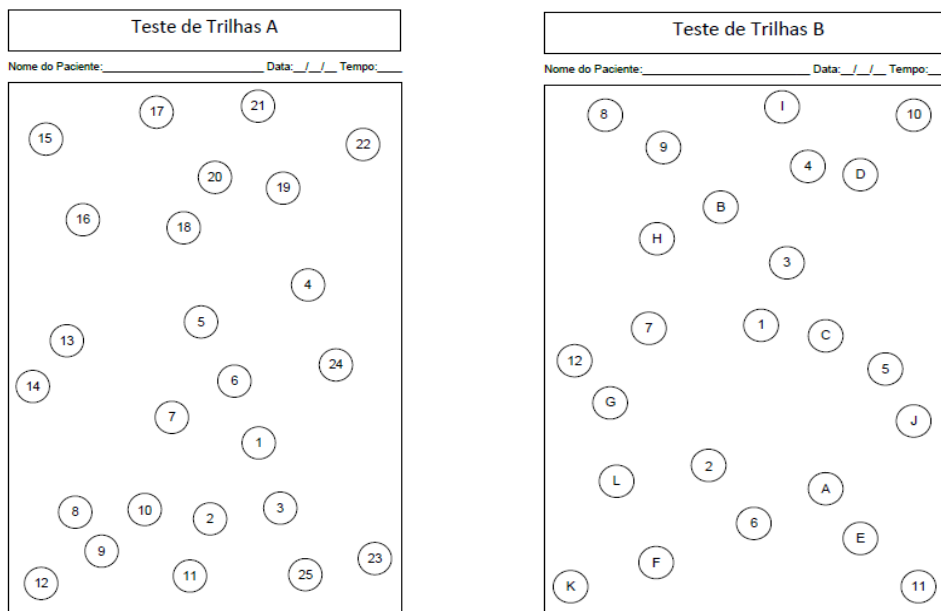 Teste de Trilhas A
Nome do Paciente:____________________________ Data:__/__/__ Tempo:____
21
17
15
22
20
19
16
18
4
5
13
24
6
14
7
1
3
10
8
2
9
23
25
11
12
Teste de Trilhas B
Nome do Paciente:____________________________ Data:__/__/__ Tempo:__
I
8
10
9
4
D
B
H
3
1
7
C
12
5
G
J
2
L
A
6
E
F
K
11